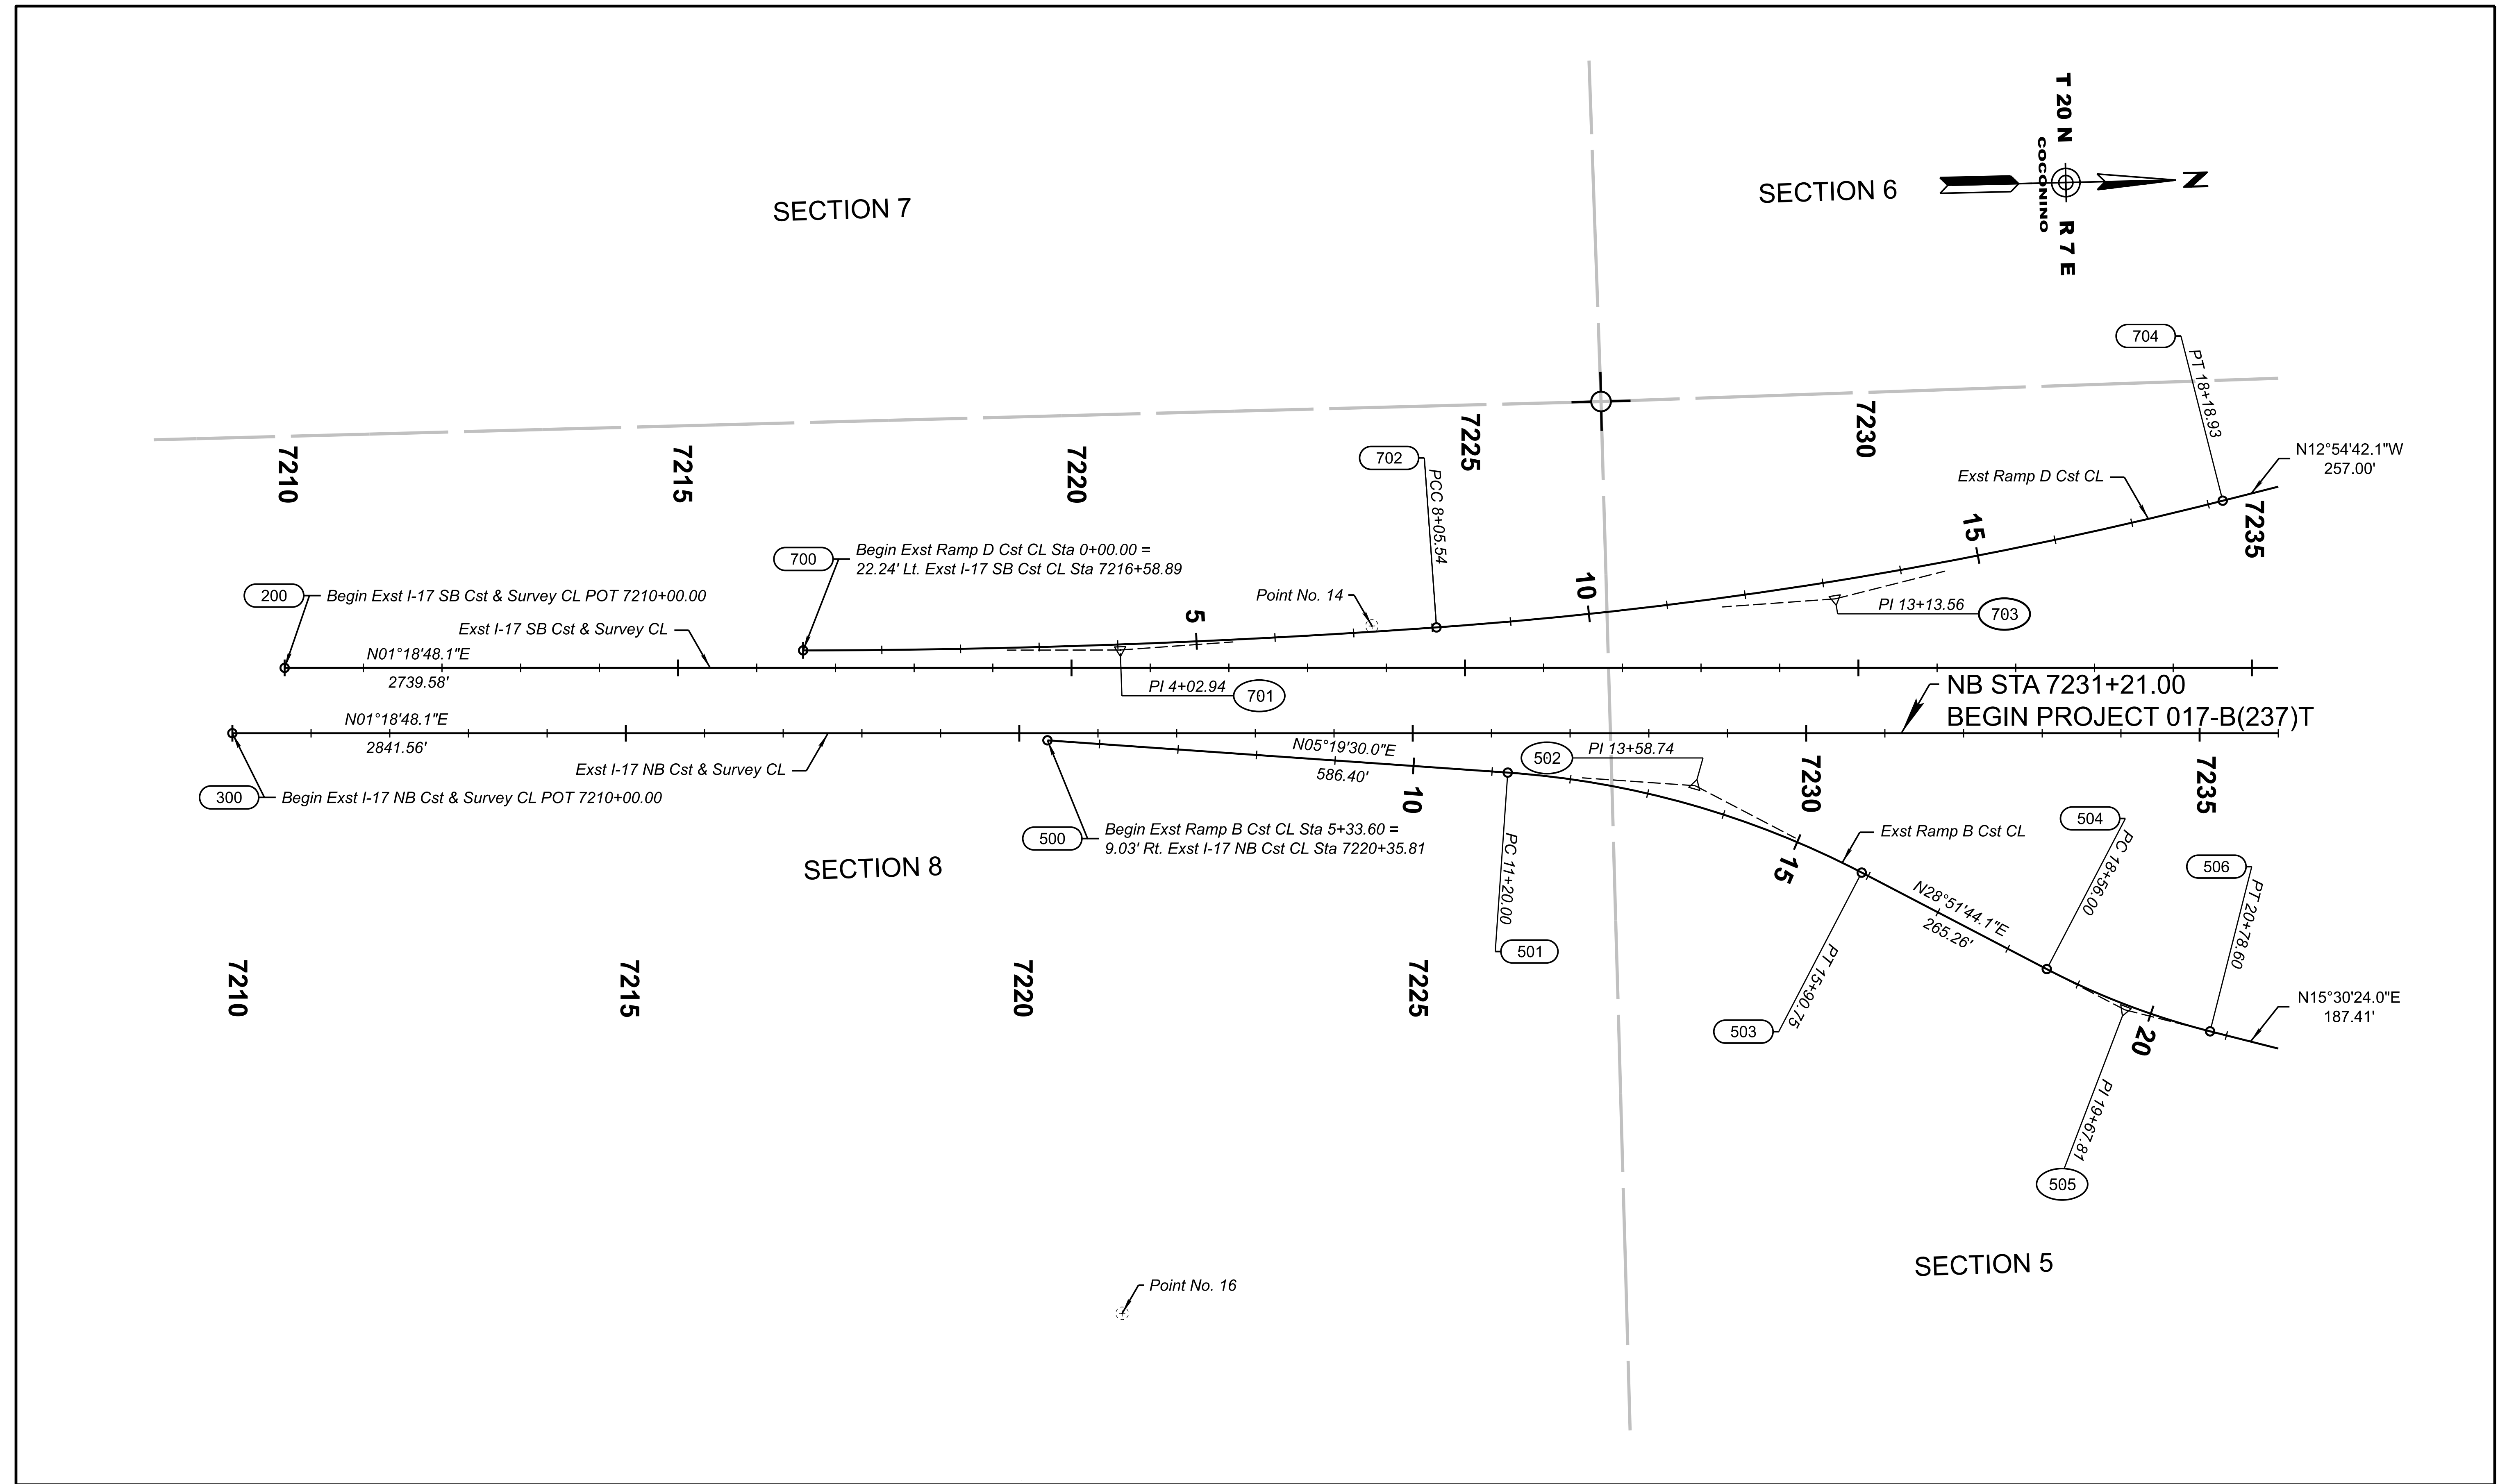 T 20 N
COCONINO
R 7 E
N
SECTION 7
SECTION 6
704
PT 18+18.93
N12°54'42.1"W
257.00'
Exst Ramp D Cst CL
7210
7215
7220
7225
7230
7235
702
PCC 8+05.54
700
Begin Exst Ramp D Cst CL Sta 0+00.00 =
22.24' Lt. Exst I-17 SB Cst CL Sta 7216+58.89
5
10
15
Point No. 14
PI 13+13.56
703
200
Begin Exst I-17 SB Cst & Survey CL POT 7210+00.00
Exst I-17 SB Cst & Survey CL
N01°18'48.1"E
2739.58'
PI 4+02.94
701
NB STA 7231+21.00
BEGIN PROJECT 017-B(237)T
N01°18'48.1"E
2841.56'
Exst I-17 NB Cst & Survey CL
300
Begin Exst I-17 NB Cst & Survey CL POT 7210+00.00
N05°19'30.0"E
586.40'
502
PI 13+58.74
10
7230
7235
500
Begin Exst Ramp B Cst CL Sta 5+33.60 =
9.03' Rt. Exst I-17 NB Cst CL Sta 7220+35.81
SECTION 8
PC 11+20.00
501
Exst Ramp B Cst CL
15
504
PC 18+56.00
506
PT 20+78.60
N28°51'44.1"E
265.26'
7210
7215
7220
7225
PT 15+90.75
503
20
N15°30'24.0"E
187.41'
PI 19+67.81
505
SECTION 5
Point No. 16